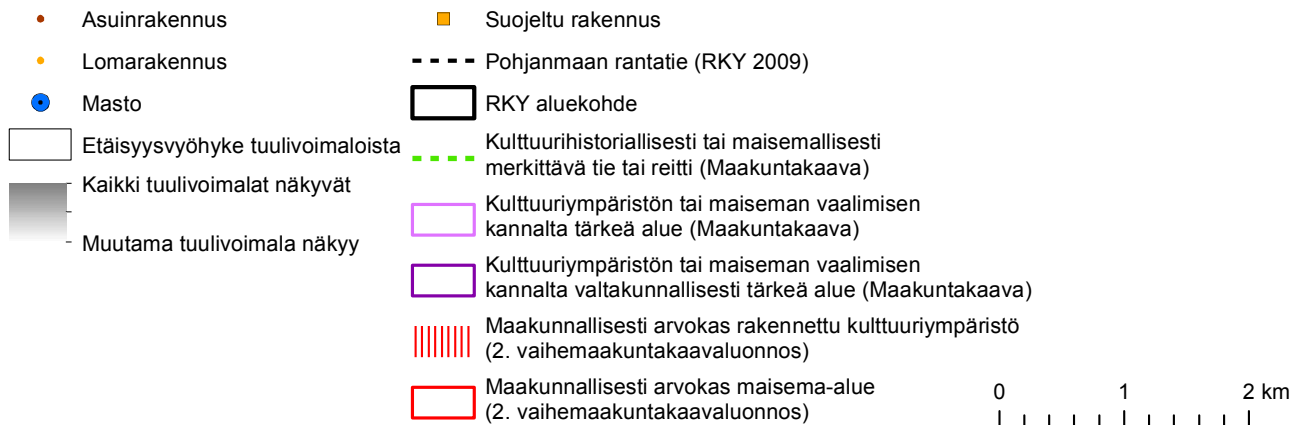 Asuinrakennus
Lomarakennus
Masto
Etäisyysvyöhyke tuulivoimaloista
Kaikki tuulivoimalat näkyvät
Muutama tuulivoimala näkyy
Suojeltu rakennus
Pohjanmaan rantatie (RKY 2009)
RKY aluekohde
Kulttuurihistoriallisesti tai maisemallisesti
merkittävä tie tai reitti (Maakuntakaava)
Kulttuuriympäristön tai maiseman vaalimisen
kannalta tärkeä alue (Maakuntakaava)
Kulttuuriympäristön tai maiseman vaalimisen
kannalta valtakunnallisesti tärkeä alue (Maakuntakaava)
Maakunnallisesti arvokas rakennettu kulttuuriympäristö
(2. vaihemaakuntakaavaluonnos)
Maakunnallisesti arvokas maisema-alue
(2. vaihemaakuntakaavaluonnos)
0 1 2 km